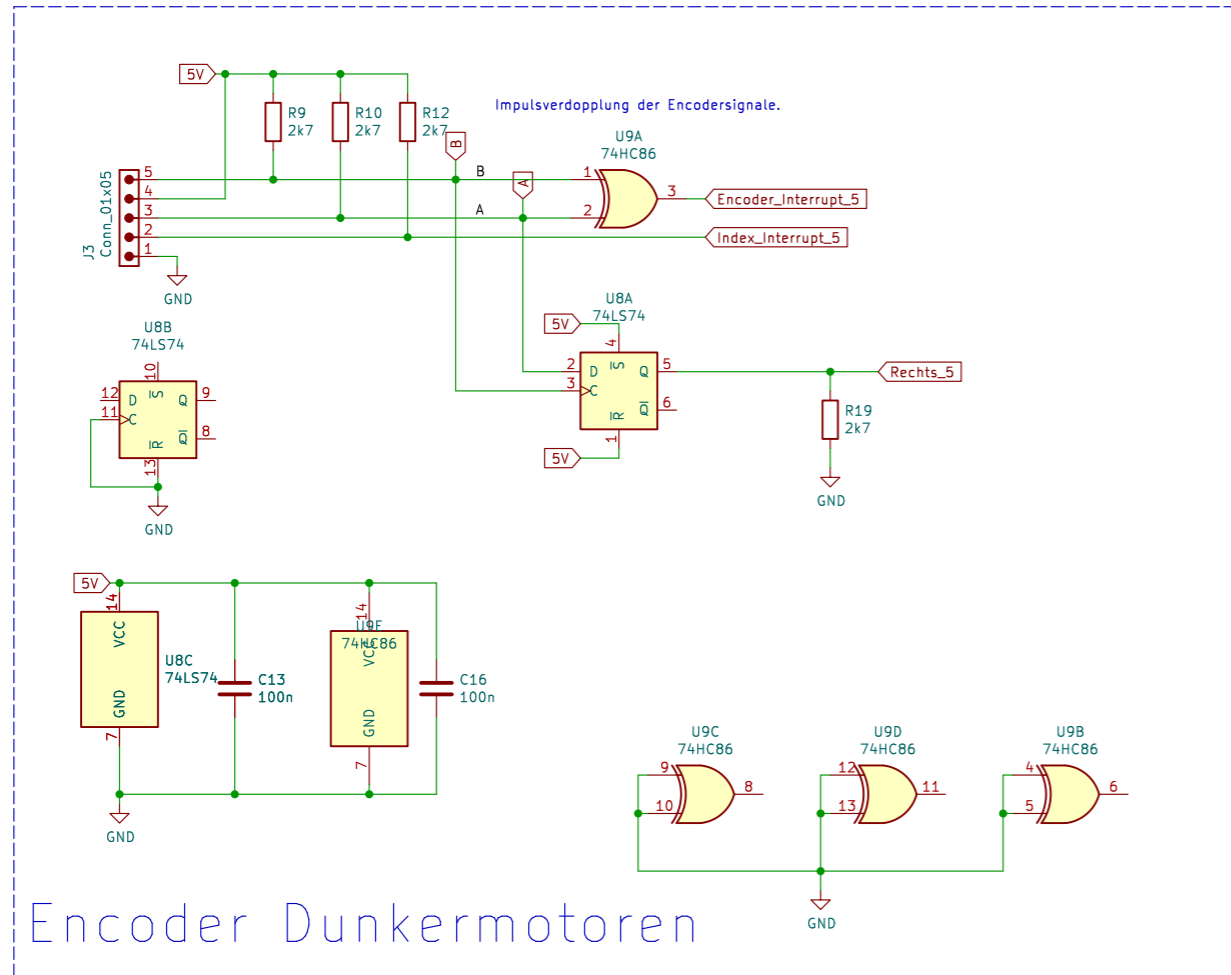 5V
R9
2k7
R10
2k7
R12
2k7
Impulsverdopplung der Encodersignale.
B
A
U9A
74HC86
1
2
3
Encoder_Interrupt_5
Index_Interrupt_5
B
A
J3
Conn_01x05
5
4
3
2
1
GND
U8A
74LS74
5V
4
S
2
D
3
C
Q
5
Q
6
R
1
5V
Rechts_5
R19
2k7
GND
U8B
74LS74
10
S
12
D
11
C
Q
9
Q
8
R
13
GND
5V
14
VCC
GND
7
U8C
74LS74
C13
100n
14
U9F
74HC86
VCC
GND
7
C16
100n
GND
U9C
74HC86
9
10
8
U9D
74HC86
12
13
11
U9B
74HC86
4
5
6
GND
Encoder Dunkermotoren